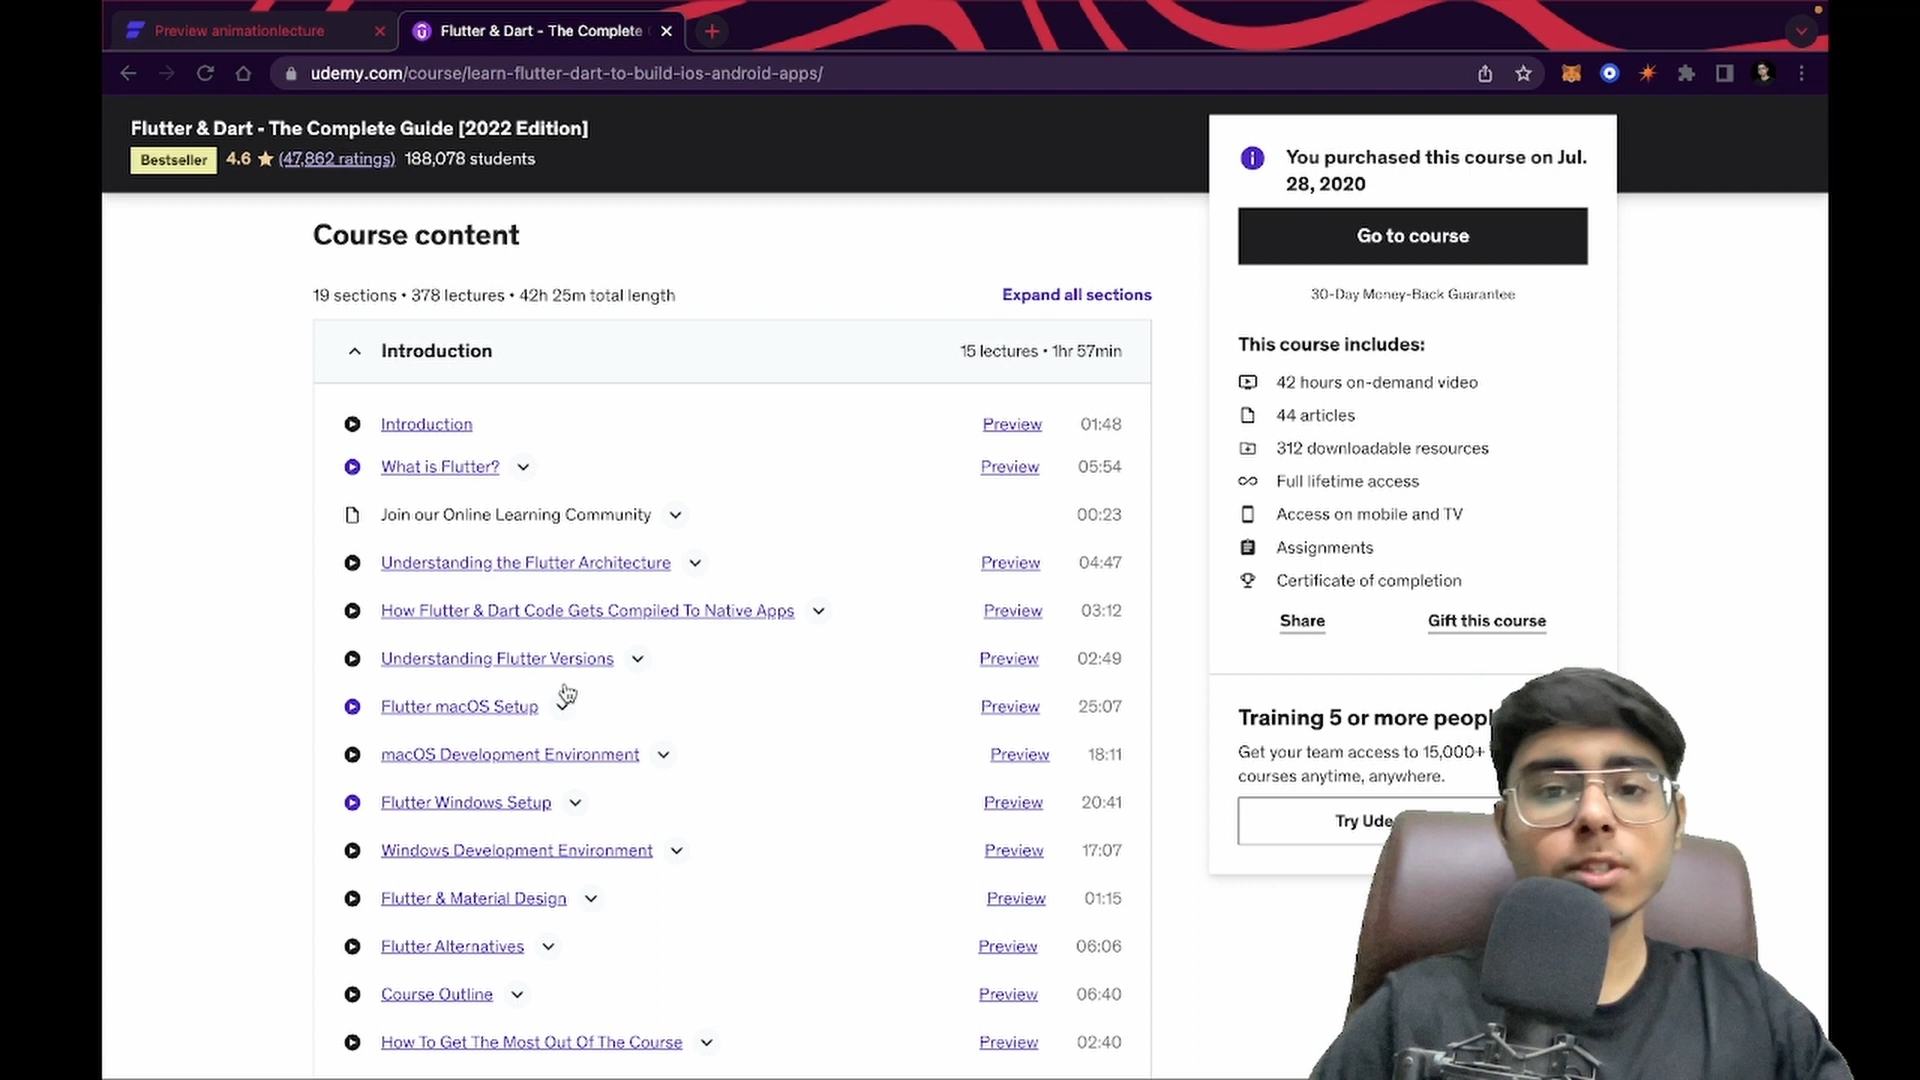 Preview animationlecture
Flutter & Dart - The Complete
udemy.com/course/learn-flutter-dart-to-build-ios-android-apps/
Flutter & Dart - The Complete Guide [2022 Edition]
Bestseller 4.6 (47,862 ratings) 188,078 students
You purchased this course on Jul. 28, 2020
Go to course
30-Day Money-Back Guarantee
This course includes:
42 hours on-demand video
44 articles
312 downloadable resources
Full lifetime access
Access on mobile and TV
Assignments
Certificate of completion
Share Gift this course
Training 5 or more peopl
Get your team access to 15,000+
courses anytime, anywhere.
Try Ude
Course content
19 sections • 378 lectures • 42h 25m total length Expand all sections
Introduction 15 lectures • 1hr 57min
Introduction Preview 01:48
What is Flutter? Preview 05:54
Join our Online Learning Community 00:23
Understanding the Flutter Architecture Preview 04:47
How Flutter & Dart Code Gets Compiled To Native Apps Preview 03:12
Understanding Flutter Versions Preview 02:49
Flutter macOS Setup Preview 25:07
macOS Development Environment Preview 18:11
Flutter Windows Setup Preview 20:41
Windows Development Environment Preview 17:07
Flutter & Material Design Preview 01:15
Flutter Alternatives Preview 06:06
Course Outline Preview 06:40
How To Get The Most Out Of The Course Preview 02:40